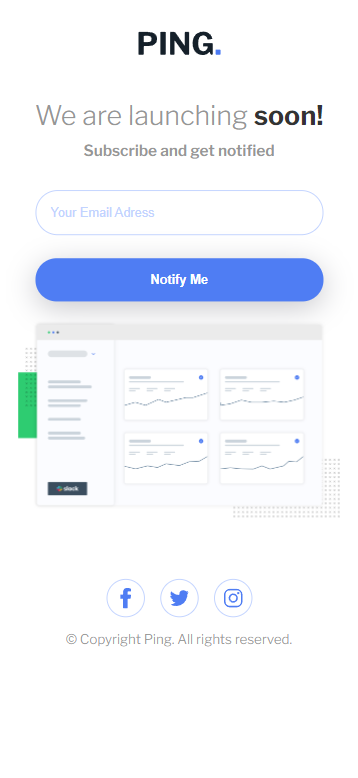 PING.
We are launching soon!
Subscribe and get notified
Your Email Adress
Notify Me
slack
© Copyright Ping. All rights reserved.